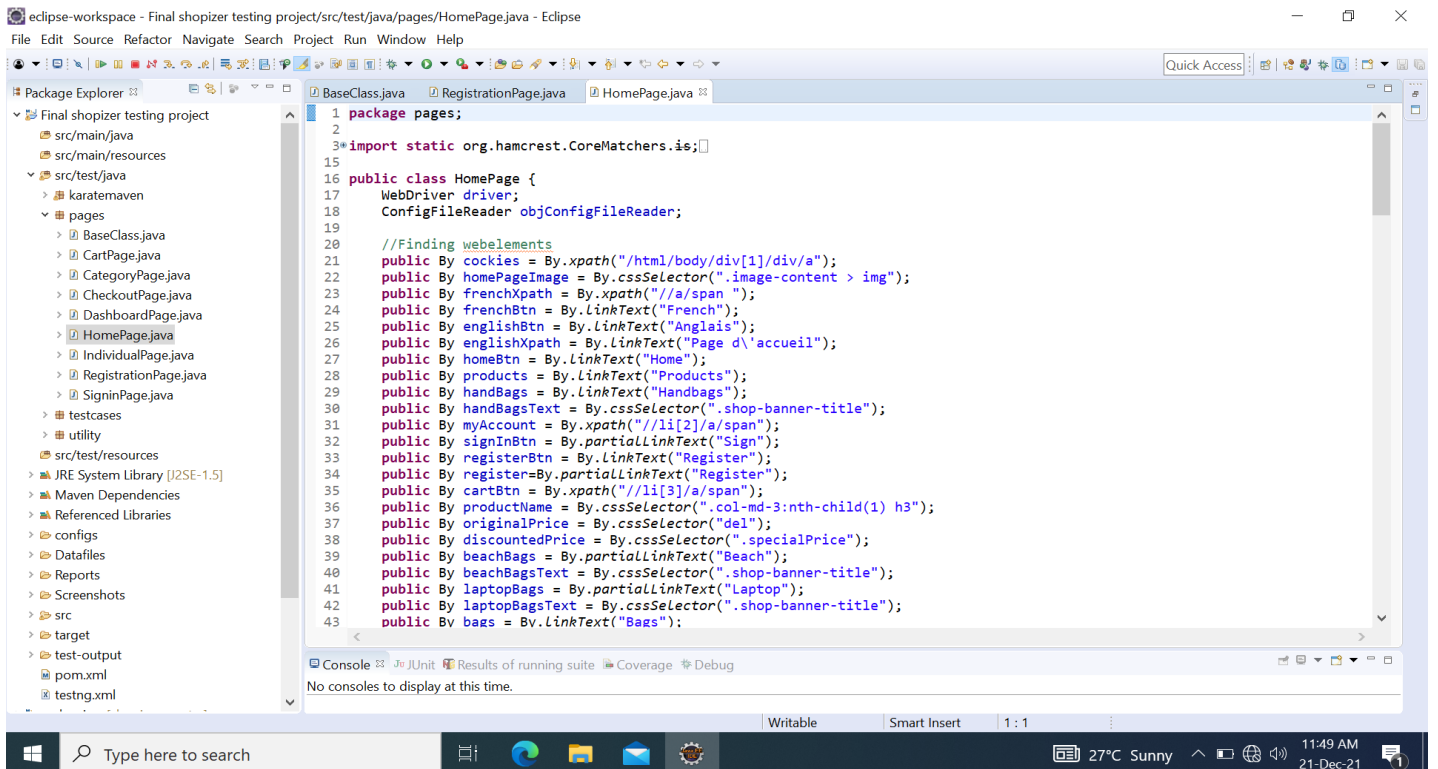 eclipse-workspace - Final shopizer testing project/src/test/java/pages/HomePage.java - Eclipse
File Edit Source Refactor Navigate Search Project Run Window Help
Quick Access
Package Explorer
BaseClass.java RegistrationPage.java HomePage.java
Final shopizer testing project
src/main/java
src/main/resources
src/test/java
karatemaven
pages
BaseClass.java
CartPage.java
CategoryPage.java
CheckoutPage.java
DashboardPage.java
HomePage.java
IndividualPage.java
RegistrationPage.java
SigninPage.java
testcases
utility
src/test/resources
JRE System Library [J2SE-1.5]
Maven Dependencies
Referenced Libraries
configs
Datafiles
Reports
Screenshots
src
target
test-output
pom.xml
testng.xml
1 package pages;
2
3 import static org.hamcrest.CoreMatchers.is;
15
16 public class HomePage {
17 WebDriver driver;
18 ConfigFileReader objConfigFileReader;
19
20 //Finding webelements
21 public By cockies = By.xpath("/html/body/div[1]/div/a");
22 public By homePageImage = By.cssSelector(".image-content > img");
23 public By frenchXpath = By.xpath("//a/span ");
24 public By frenchBtn = By.linkText("French");
25 public By englishBtn = By.linkText("Anglais");
26 public By englishXpath = By.linkText("Page d\'accueil");
27 public By homeBtn = By.linkText("Home");
28 public By products = By.linkText("Products");
29 public By handBags = By.linkText("Handbags");
30 public By handBagsText = By.cssSelector(".shop-banner-title");
31 public By myAccount = By.xpath("//li[2]/a/span");
32 public By signInBtn = By.partialLinkText("Sign");
33 public By registerBtn = By.linkText("Register");
34 public By register=By.partialLinkText("Register");
35 public By cartBtn = By.xpath("//li[3]/a/span");
36 public By productName = By.cssSelector(".col-md-3:nth-child(1) h3");
37 public By originalPrice = By.cssSelector("del");
38 public By discountedPrice = By.cssSelector(".specialPrice");
39 public By beachBags = By.partialLinkText("Beach");
40 public By beachBagsText = By.cssSelector(".shop-banner-title");
41 public By laptopBags = By.partialLinkText("Laptop");
42 public By laptopBagsText = By.cssSelector(".shop-banner-title");
43 public By bags = By.linkText("Bags");
Console JUnit Results of running suite Coverage Debug
No consoles to display at this time.
Writable Smart Insert 1 : 1
Type here to search
27°C Sunny
11:49 AM
21-Dec-21
1